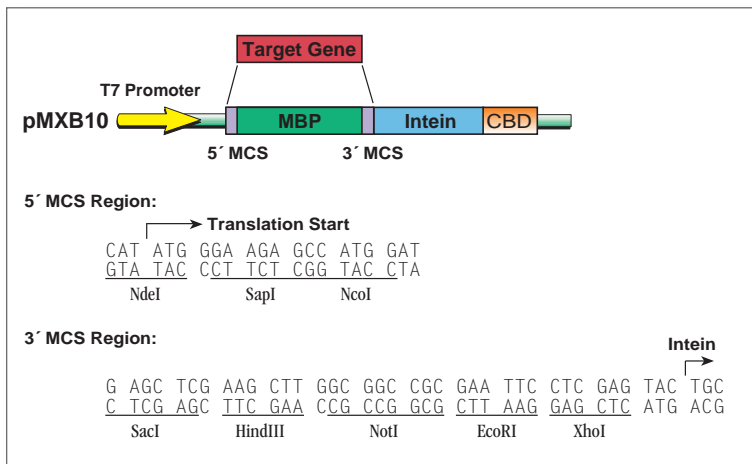 Target Gene
T7 Promoter
pMXB10
MBP
Intein
CBD
5´ MCS
3´ MCS
5´ MCS Region:
Translation Start
CAT ATG GGA AGA GCC ATG GAT
GTA TAC CCT TCT CGG TAC CTA
NdeI SapI NcoI
3´ MCS Region:
Intein
G AGC TCG AAG CTT GGC GGC CGC GAA TTC CTC GAG TAC TGC
C TCG AGC TTC GAA CCG CCG GCG CTT AAG GAG CTC ATG ACG
SacI HindIII NotI EcoRI XhoI